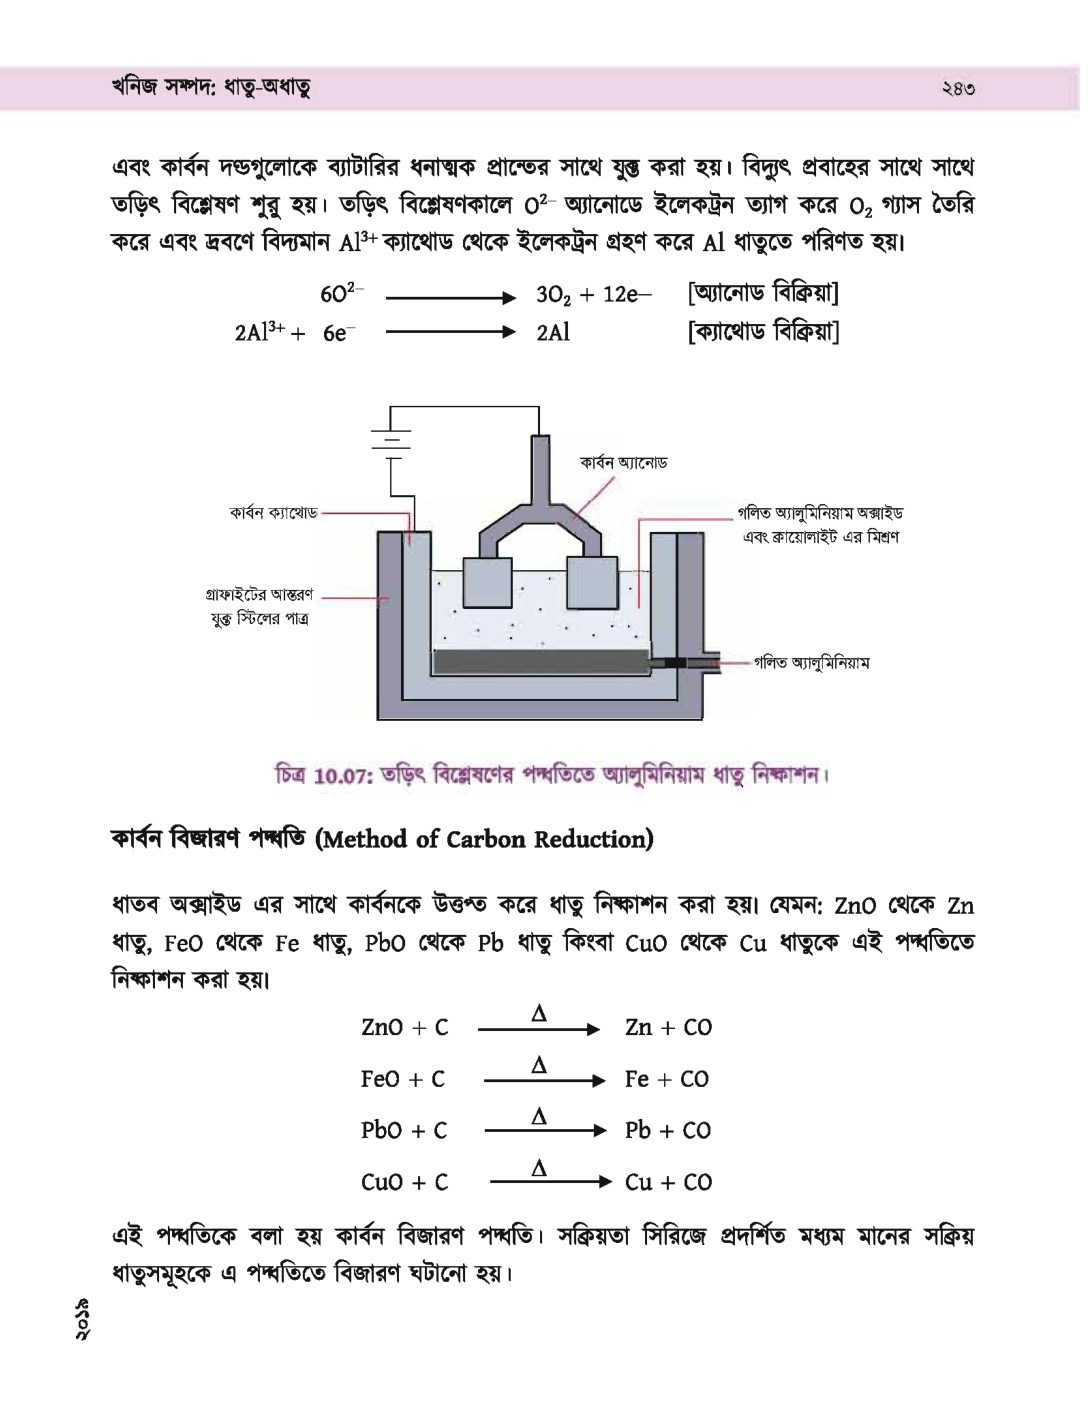 খনিজ সম্পদ: ধাতু-অধাতু ২৪৩
এবং কার্বন দণ্ডগুলোকে ব্যাটারির ধনাত্মক প্রান্তের সাথে যুক্ত করা হয়। বিদ্যুৎ প্রবাহের সাথে সাথে
তড়িৎ বিশ্লেষণ শুরু হয়। তড়িৎ বিশ্লেষণকালে O²⁻ অ্যানোডে ইলেকট্রন ত্যাগ করে O₂ গ্যাস তৈরি
করে এবং দ্রবণে বিদ্যমান Al³⁺ ক্যাথোড থেকে ইলেকট্রন গ্রহণ করে Al ধাতুতে পরিণত হয়।
6O²⁻ ⟶ 3O₂ + 12e– [অ্যানোড বিক্রিয়া]
2Al³⁺ + 6e⁻ ⟶ 2Al [ক্যাথোড বিক্রিয়া]
কার্বন অ্যানোড
কার্বন ক্যাথোড
গলিত অ্যালুমিনিয়াম অক্সাইড
এবং ক্রায়োলাইট এর মিশ্রণ
গ্রাফাইটের আস্তরণ
যুক্ত স্টিলের পাত্র
গলিত অ্যালুমিনিয়াম
চিত্র 10.07: তড়িৎ বিশ্লেষণের পদ্ধতিতে অ্যালুমিনিয়াম ধাতু নিষ্কাশন।
কার্বন বিজারণ পদ্ধতি (Method of Carbon Reduction)
ধাতব অক্সাইড এর সাথে কার্বনকে উত্তপ্ত করে ধাতু নিষ্কাশন করা হয়। যেমন: ZnO থেকে Zn
ধাতু, FeO থেকে Fe ধাতু, PbO থেকে Pb ধাতু কিংবা CuO থেকে Cu ধাতুকে এই পদ্ধতিতে
নিষ্কাশন করা হয়।
ZnO + C Δ⟶ Zn + CO
FeO + C Δ⟶ Fe + CO
PbO + C Δ⟶ Pb + CO
CuO + C Δ⟶ Cu + CO
এই পদ্ধতিকে বলা হয় কার্বন বিজারণ পদ্ধতি। সক্রিয়তা সিরিজে প্রদর্শিত মধ্যম মানের সক্রিয়
ধাতুসমূহকে এ পদ্ধতিতে বিজারণ ঘটানো হয়।
২০১৯